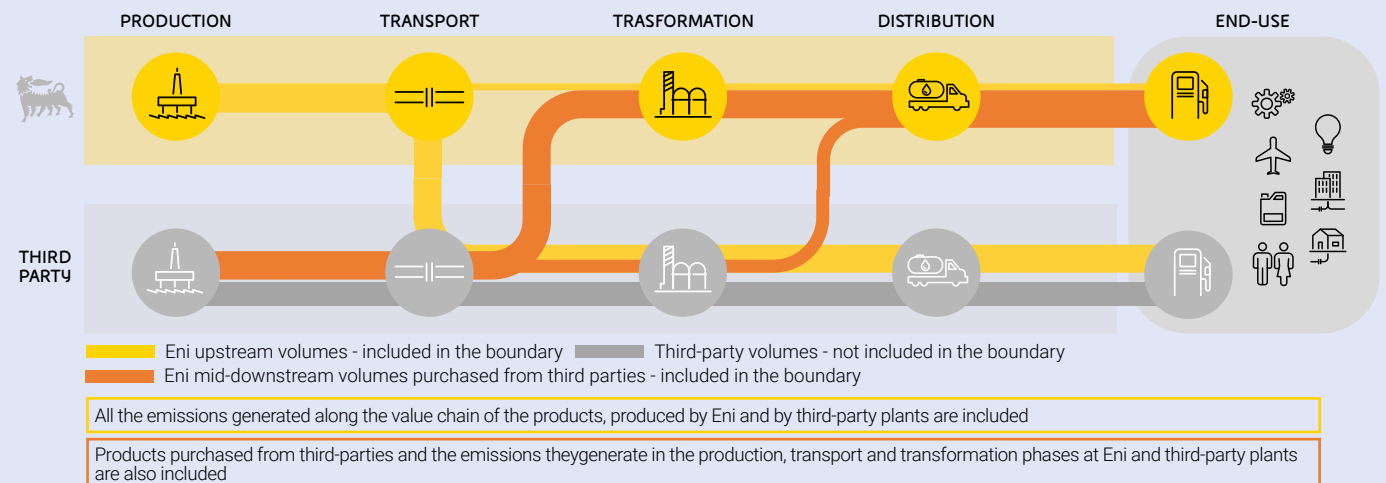 PRODUCTION TRANSPORT TRASFORMATION DISTRIBUTION END-USE
THIRD
PARTY
Eni upstream volumes - included in the boundary Third-party volumes - not included in the boundary
Eni mid-downstream volumes purchased from third parties - included in the boundary
All the emissions generated along the value chain of the products, produced by Eni and by third-party plants are included
Products purchased from third-parties and the emissions theygenerate in the production, transport and transformation phases at Eni and third-party plants
are also included